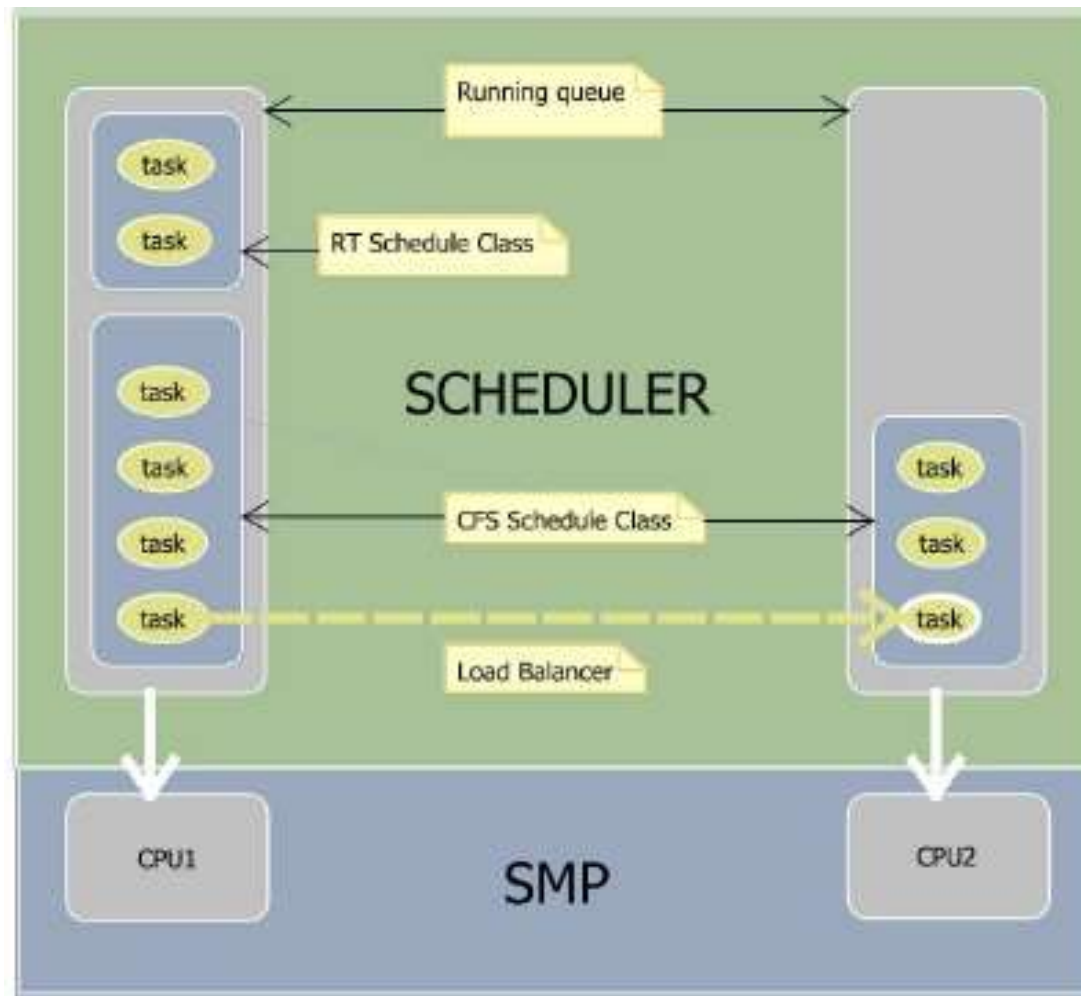 Running queue
task
task
RT Schedule Class
task
SCHEDULER
task
task
CFS Schedule Class
task
task
task
task
Load Balancer
CPU1
CPU2
SMP